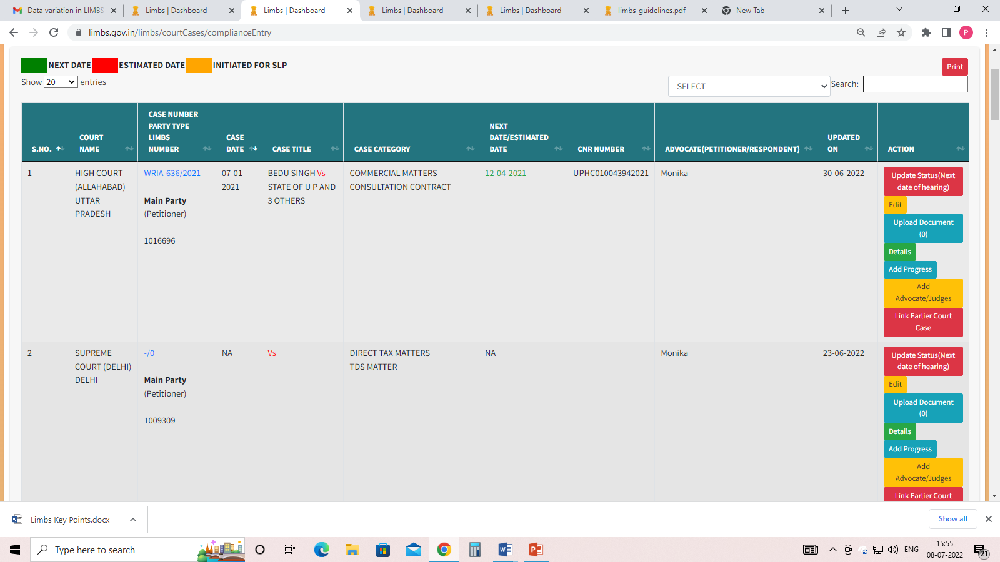 Data variation in LIMBS
Limbs | Dashboard
Limbs | Dashboard
Limbs | Dashboard
Limbs | Dashboard
limbs-guidelines.pdf
New Tab
limbs.gov.in/limbs/courtCases/complianceEntry
P
NEXT DATE ESTIMATED DATE INITIATED FOR SLP
Print
Show 20 entries
SELECT
Search:
S.NO.
COURT
NAME
CASE NUMBER
PARTY TYPE
LIMBS
NUMBER
CASE
DATE
CASE TITLE
CASE CATEGORY
NEXT
DATE/ESTIMATED
DATE
CNR NUMBER
ADVOCATE(PETITIONER/RESPONDENT)
UPDATED
ON
ACTION
1
HIGH COURT
(ALLAHABAD)
UTTAR
PRADESH
WRIA-636/2021
Main Party
(Petitioner)
1016696
07-01-
2021
BEDU SINGH Vs
STATE OF U P AND
3 OTHERS
COMMERCIAL MATTERS
CONSULTATION CONTRACT
12-04-2021
UPHC010043942021
Monika
30-06-2022
Update Status(Next
date of hearing)
Edit
Upload Document
(0)
Details
Add Progress
Add
Advocate/Judges
Link Earlier Court
Case
2
SUPREME
COURT (DELHI)
DELHI
-/0
Main Party
(Petitioner)
1009309
NA
Vs
DIRECT TAX MATTERS
TDS MATTER
NA
Monika
23-06-2022
Update Status(Next
date of hearing)
Edit
Upload Document
(0)
Details
Add Progress
Add
Advocate/Judges
Link Earlier Court
Limbs Key Points.docx
Show all
Type here to search
ENG
15:55
08-07-2022
21